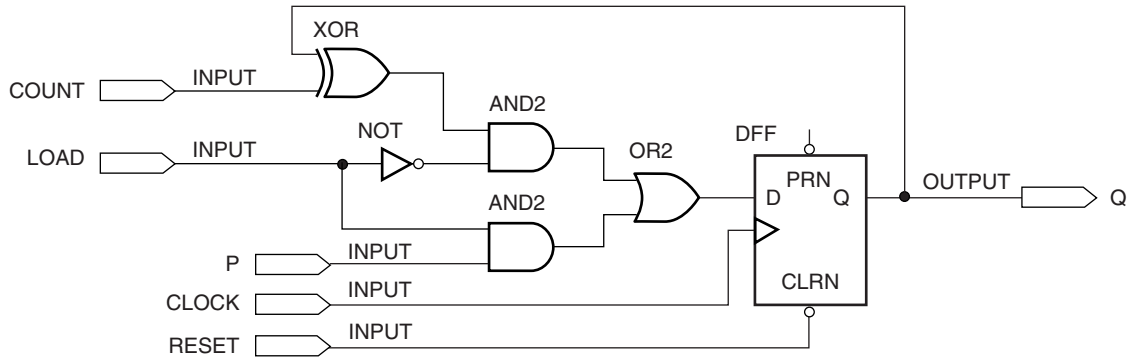 XOR
COUNT INPUT
AND2
NOT
LOAD INPUT
OR2
DFF
PRN
D Q
OUTPUT
Q
AND2
P INPUT
CLOCK INPUT
CLRN
RESET INPUT